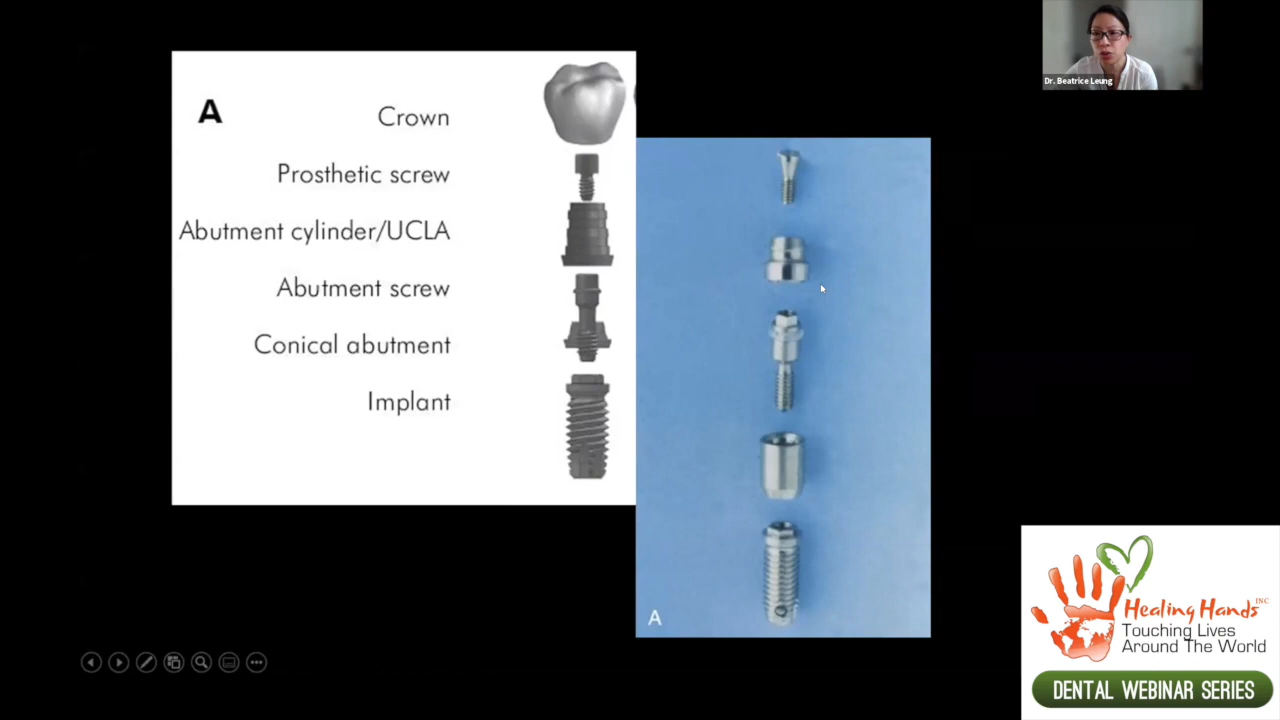 Dr. Beatrice Leung
A
Crown
Prosthetic screw
Abutment cylinder/UCLA
Abutment screw
Conical abutment
Implant
A
Healing Hands INC
Touching Lives
Around The World
DENTAL WEBINAR SERIES